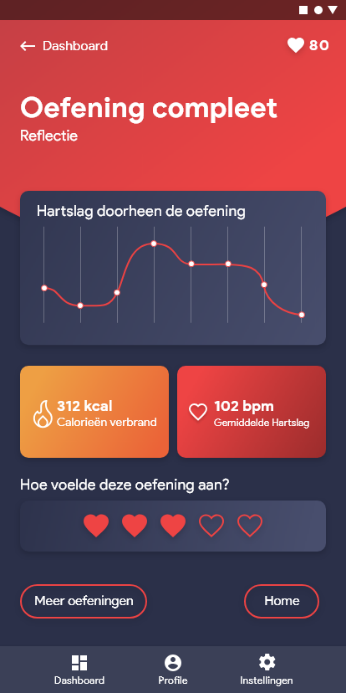 Dashboard
80
Oefening compleet
Reflectie
Hartslag doorheen de oefening
312 kcal
Calorieën verbrand
102 bpm
Gemiddelde Hartslag
Hoe voelde deze oefening aan?
Meer oefeningen
Home
Dashboard
Profile
Instellingen